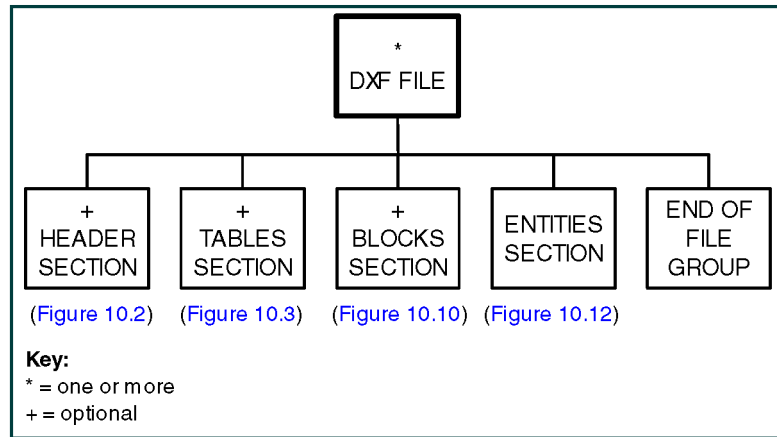 *
DXF FILE
+
HEADER
SECTION
+
TABLES
SECTION
+
BLOCKS
SECTION
ENTITIES
SECTION
END OF
FILE
GROUP
(Figure 10.2)
(Figure 10.3)
(Figure 10.10)
(Figure 10.12)
Key:
* = one or more
+ = optional